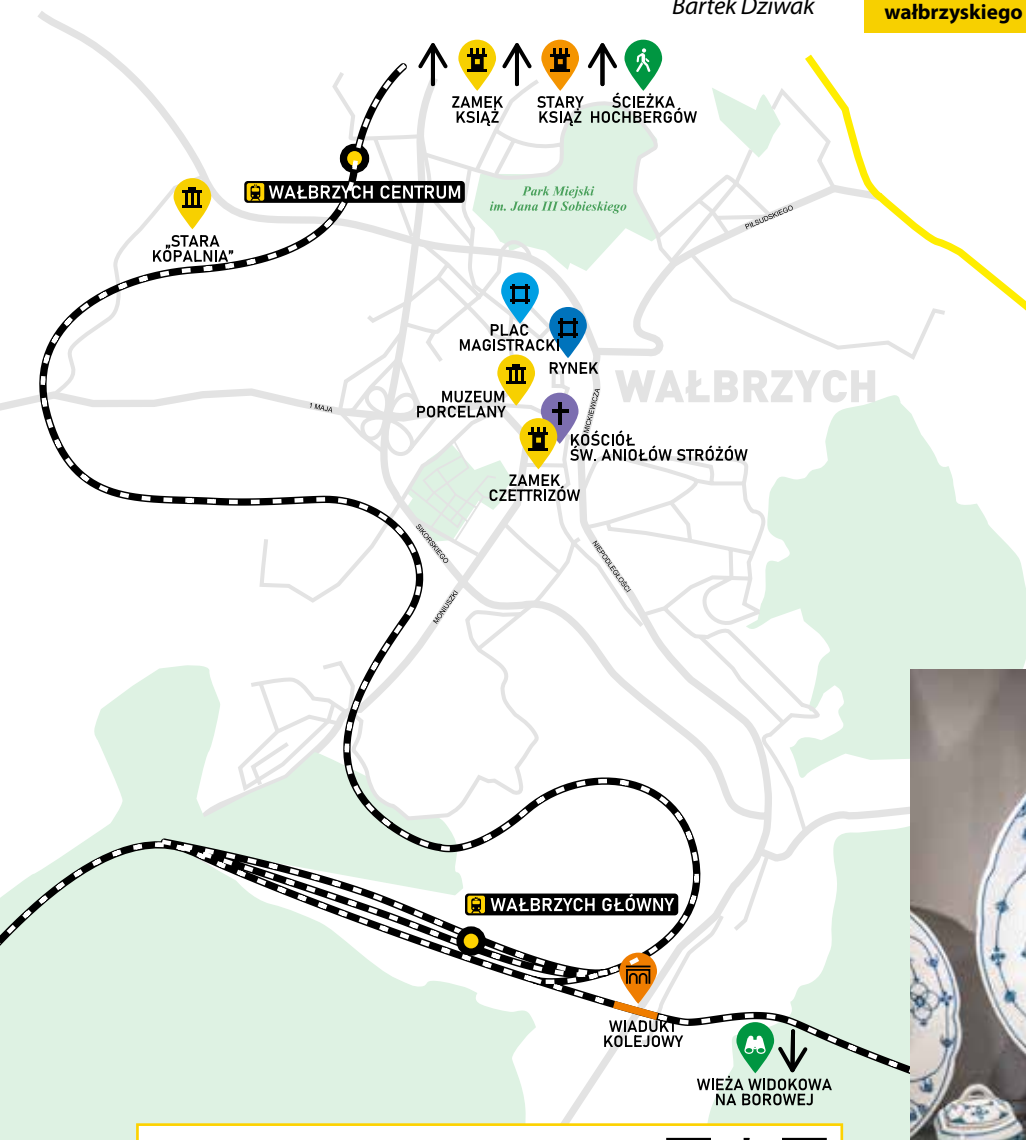 Bartek Dziwak
wałbrzyskiego
ZAMEK
KSIĄŻ
STARY
KSIĄŻ
ŚCIEŻKA
HOCHBERGÓW
WAŁBRZYCH CENTRUM
Park Miejski
im. Jana III Sobieskiego
PIŁSUDSKIEGO
„STARA
KOPALNIA”
PLAC
MAGISTRACKI
RYNEK
WAŁBRZYCH
MUZEUM
PORCELANY
1 MAJA
MICKIEWICZA
KOŚCIÓŁ
ŚW. ANIOŁÓW STRÓŻÓW
ZAMEK
CZETTRIZÓW
SIKORSKIEGO
NIEPODLEGŁOŚCI
MONIUSZKI
WAŁBRZYCH GŁÓWNY
WIADUKT
KOLEJOWY
WIEŻA WIDOKOWA
NA BOROWEJ